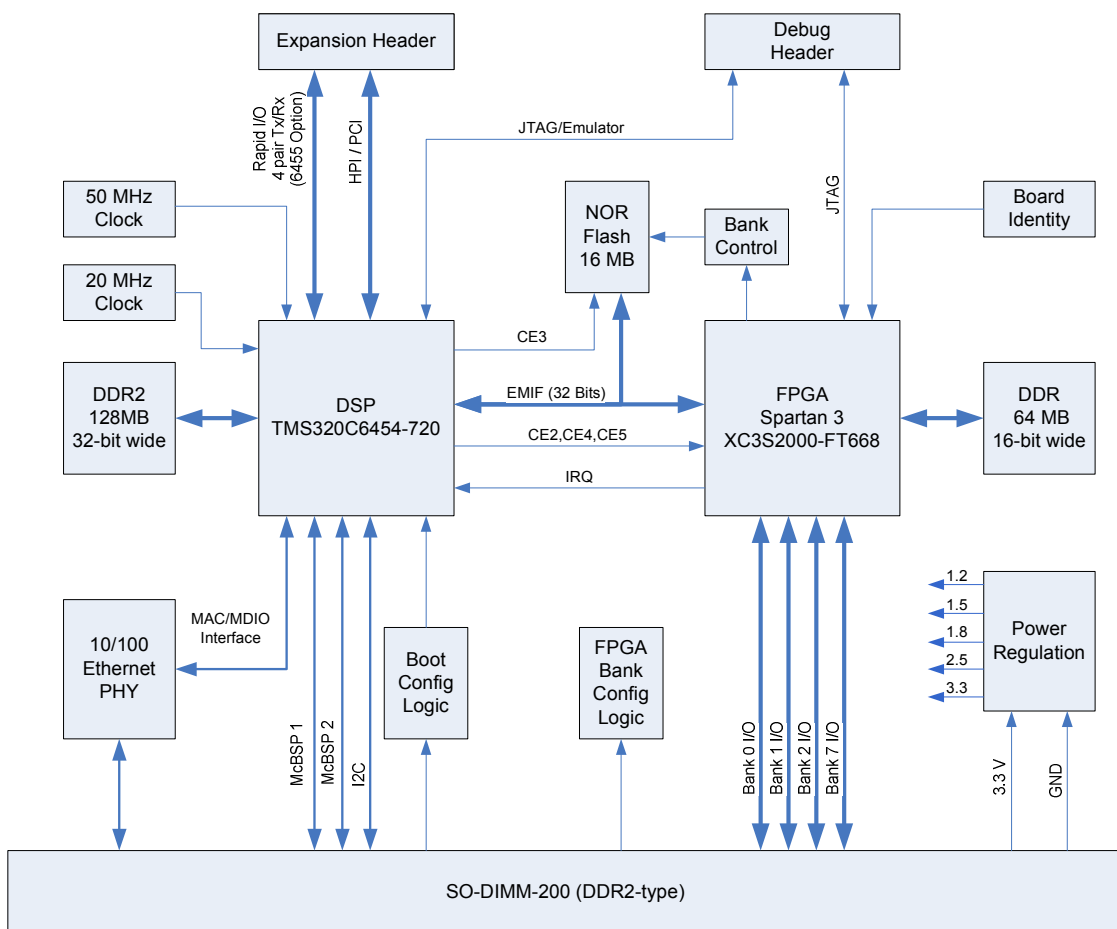 Expansion Header
Debug
Header
Rapid I/O
4 pair Tx/Rx
(6455 Option)
HPI / PCI
JTAG/Emulator
JTAG
50 MHz
Clock
NOR
Flash
16 MB
Bank
Control
Board
Identity
20 MHz
Clock
CE3
DDR2
128MB
32-bit wide
DSP
TMS320C6454-720
EMIF (32 Bits)
FPGA
Spartan 3
XC3S2000-FT668
DDR
64 MB
16-bit wide
CE2,CE4,CE5
IRQ
10/100
Ethernet
PHY
MAC/MDIO
Interface
Boot
Config
Logic
FPGA
Bank
Config
Logic
1.2
1.5
1.8
2.5
3.3
Power
Regulation
McBSP 1
McBSP 2
I2C
Bank 0 I/O
Bank 1 I/O
Bank 2 I/O
Bank 7 I/O
3.3 V
GND
SO-DIMM-200 (DDR2-type)